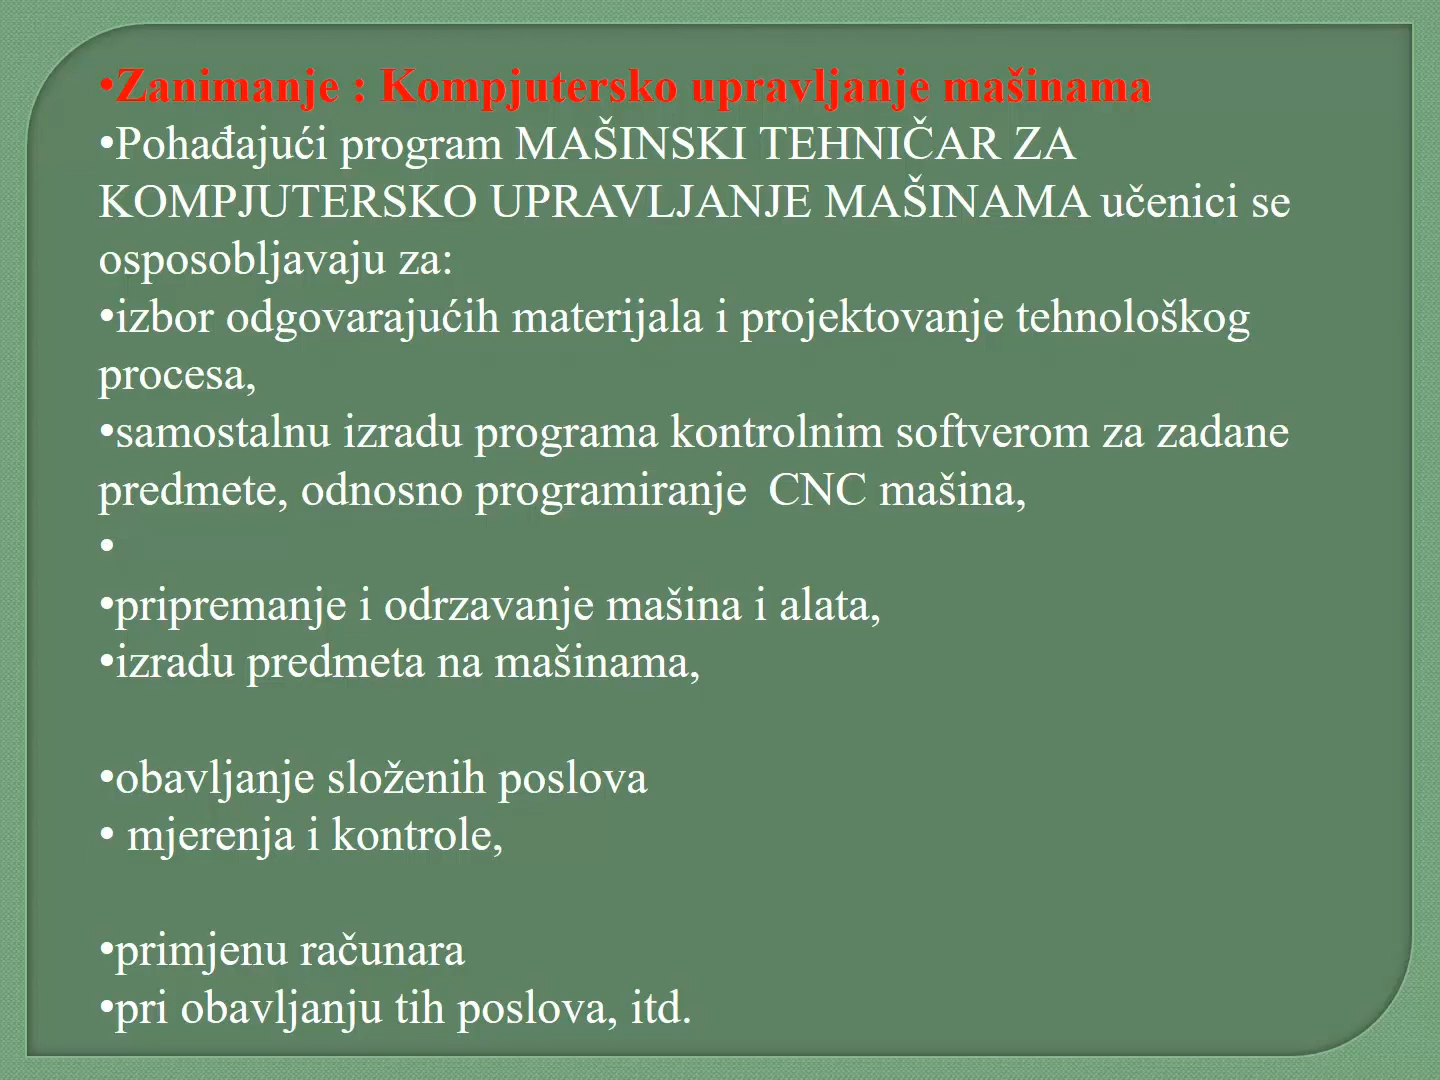 •Zanimanje : Kompjutersko upravljanje mašinama
•Pohađajući program MAŠINSKI TEHNIČAR ZA
KOMPJUTERSKO UPRAVLJANJE MAŠINAMA učenici se
osposobljavaju za:
•izbor odgovarajućih materijala i projektovanje tehnološkog
procesa,
•samostalnu izradu programa kontrolnim softverom za zadane
predmete, odnosno programiranje  CNC mašina,
•
•pripremanje i odrzavanje mašina i alata,
•izradu predmeta na mašinama,
•obavljanje složenih poslova
• mjerenja i kontrole,
•primjenu računara
•pri obavljanju tih poslova, itd.